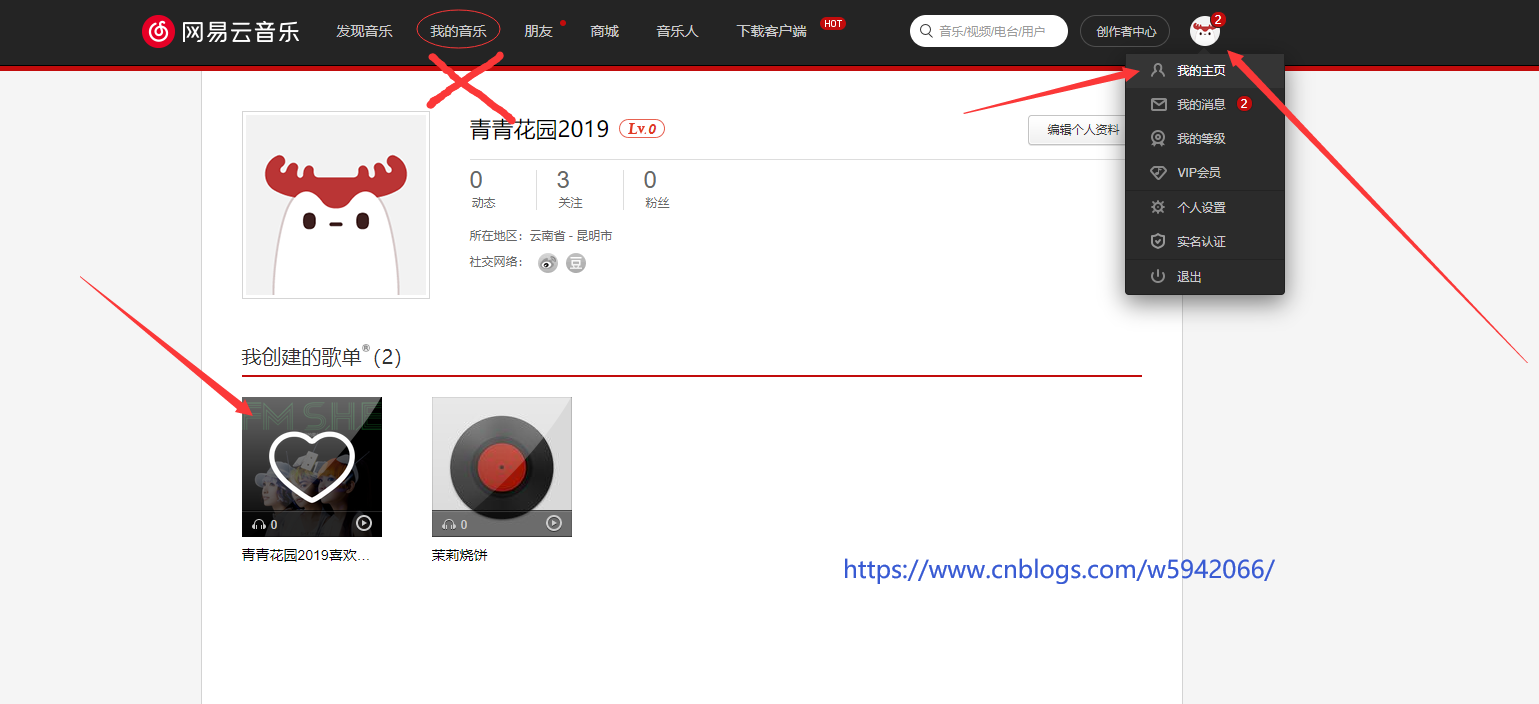 网易云音乐 发现音乐 我的音乐 朋友 商城 音乐人 下载客户端 HOT 音乐/视频/电台/用户 创作者中心 2
我的主页
我的消息 2
我的等级
VIP会员
个人设置
实名认证
退出
青青花园2019 Lv.0 编辑个人资料
0 3 0
动态 关注 粉丝
所在地区：云南省 - 昆明市
社交网络： 豆
我创建的歌单®(2)
FM SHE
0 0
青青花园2019喜欢... 茉莉烧饼
https://www.cnblogs.com/w5942066/